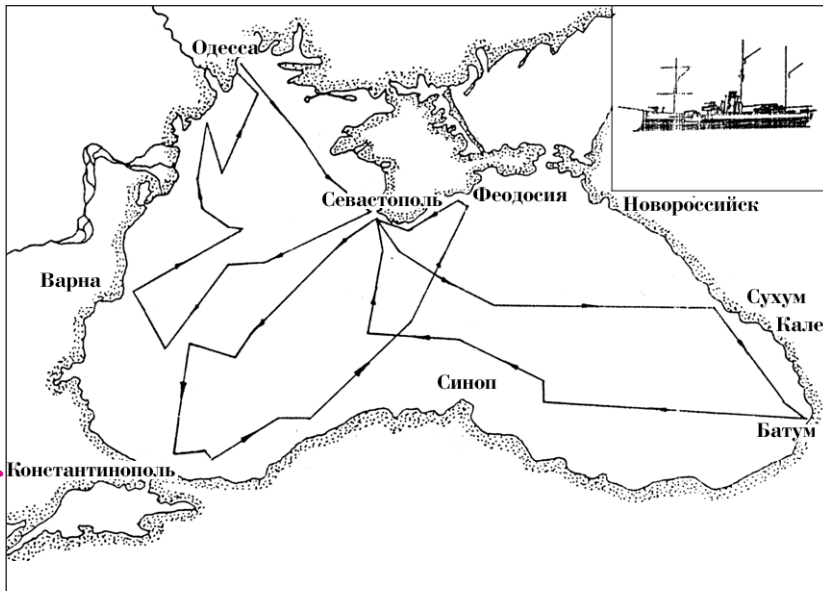 Одесса
Севастополь
Феодосия
Новороссийск
Варна
Сухум
Кале
Синоп
Батум
Константинополь